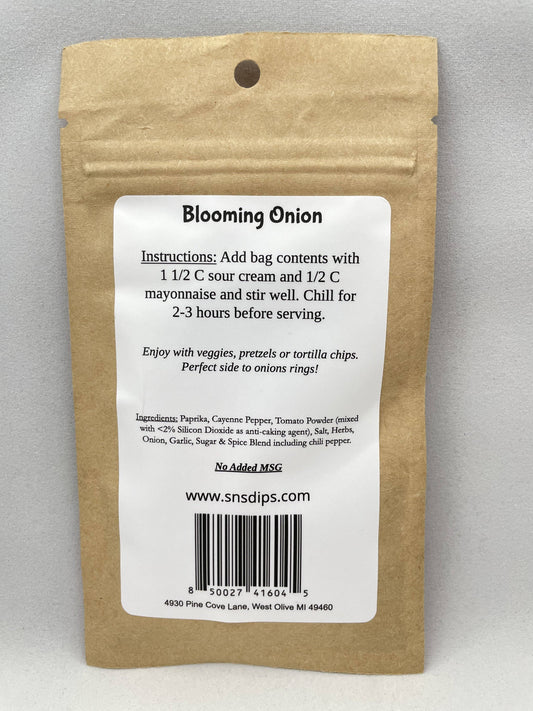 Blooming Onion
Instructions: Add bag contents with
1 1/2 C sour cream and 1/2 C
mayonnaise and stir well. Chill for
2-3 hours before serving.
Enjoy with veggies, pretzels or tortilla chips.
Perfect side to onions rings!
Ingredients: Paprika, Cayenne Pepper, Tomato Powder (mixed
with <2% Silicon Dioxide as anti-caking agent), Salt, Herbs,
Onion, Garlic, Sugar & Spice Blend including chili pepper.
No Added MSG
www.snsdips.com
8 50027 41604 5
4930 Pine Cove Lane, West Olive MI 49460